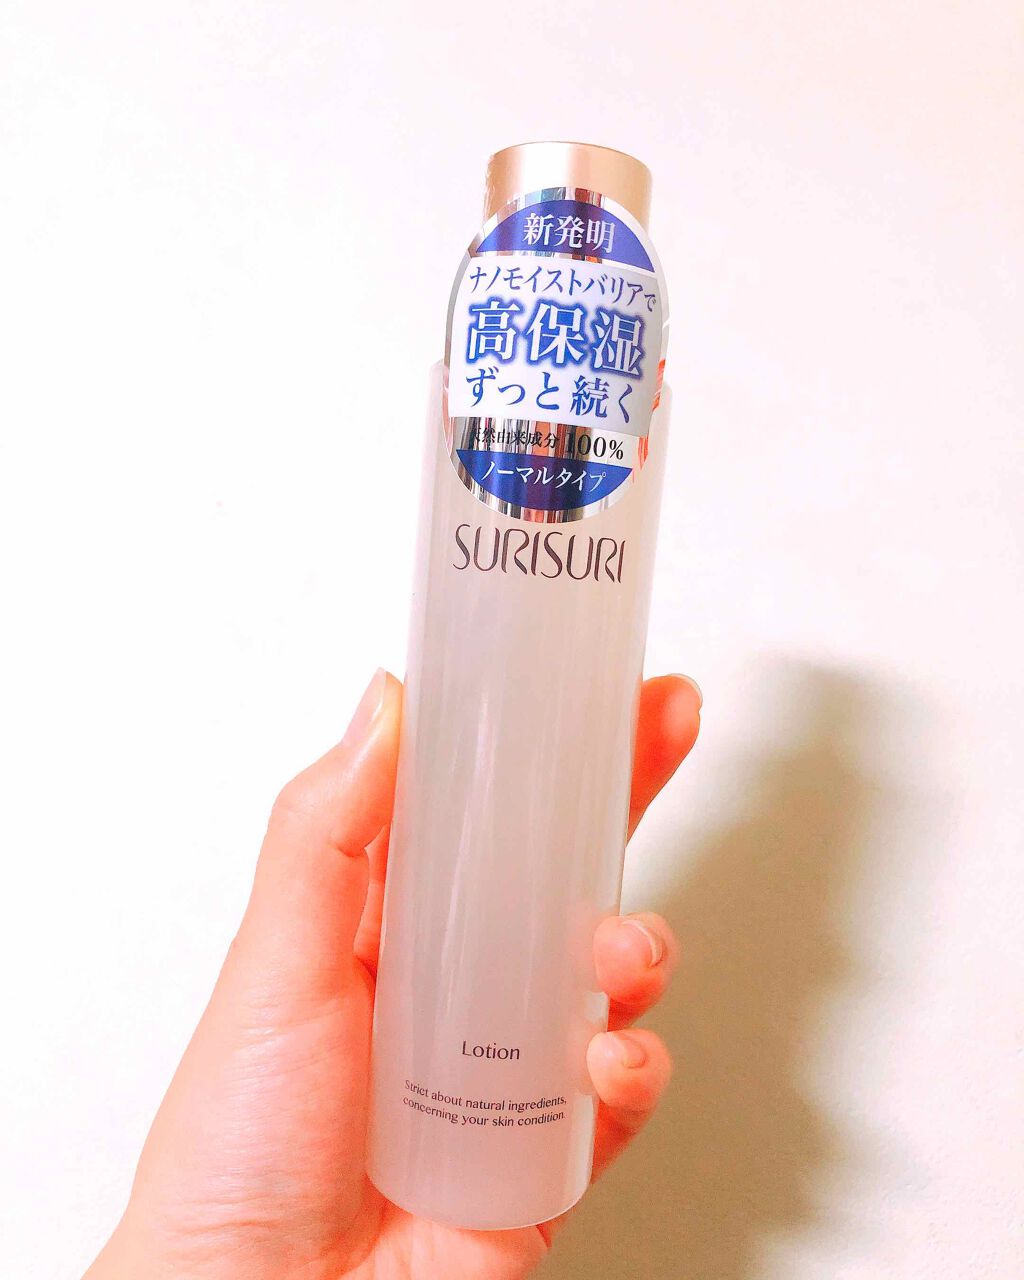 新発明
ナノモイストバリアで
高保湿
ずっと続く
天然由来成分100%
ノーマルタイプ
SURISURI
Lotion
Strict about natural ingredients,
concerning your skin condition.